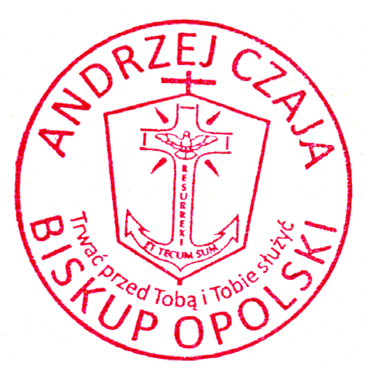 ANDRZEJ CZAJA
RESURREXI
ET TECUM SUM
Trwać przed Tobą i Tobie służyć
BISKUP OPOLSKI